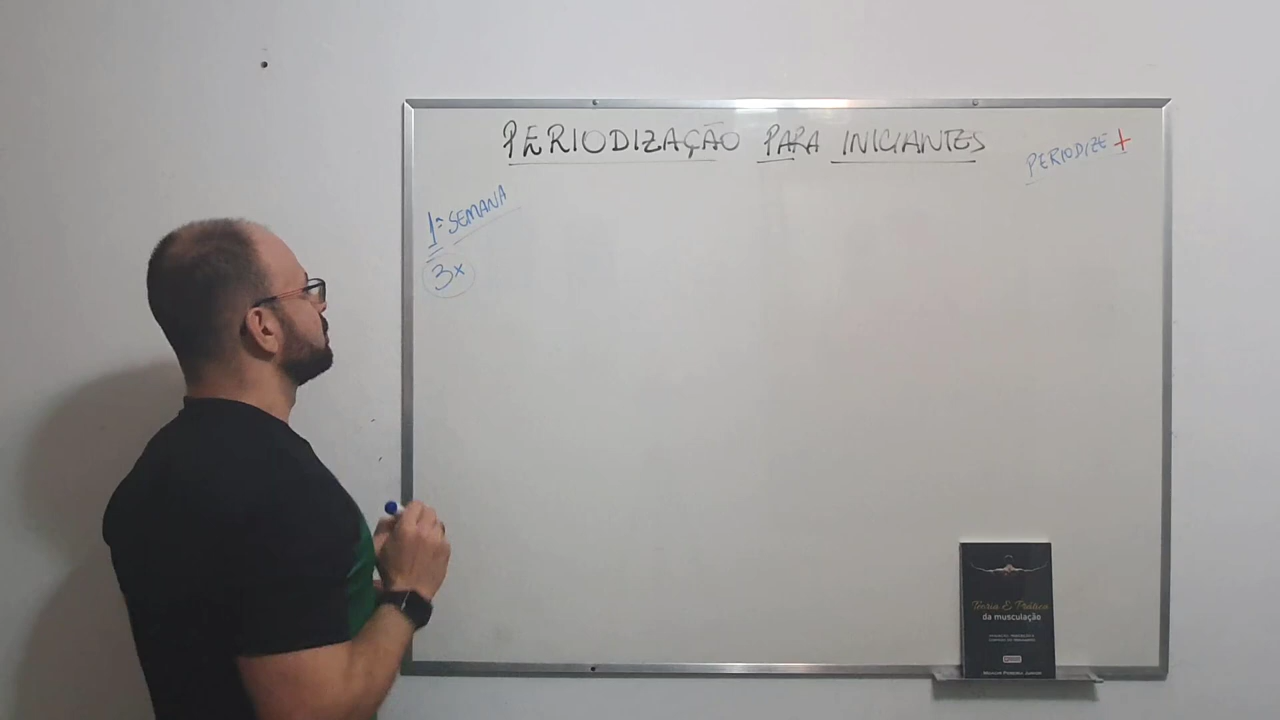 PERIODIZAÇÃO PARA INICIANTES
PERIODIZE +
1ª SEMANA
3x
Teoria E Prática
da musculação